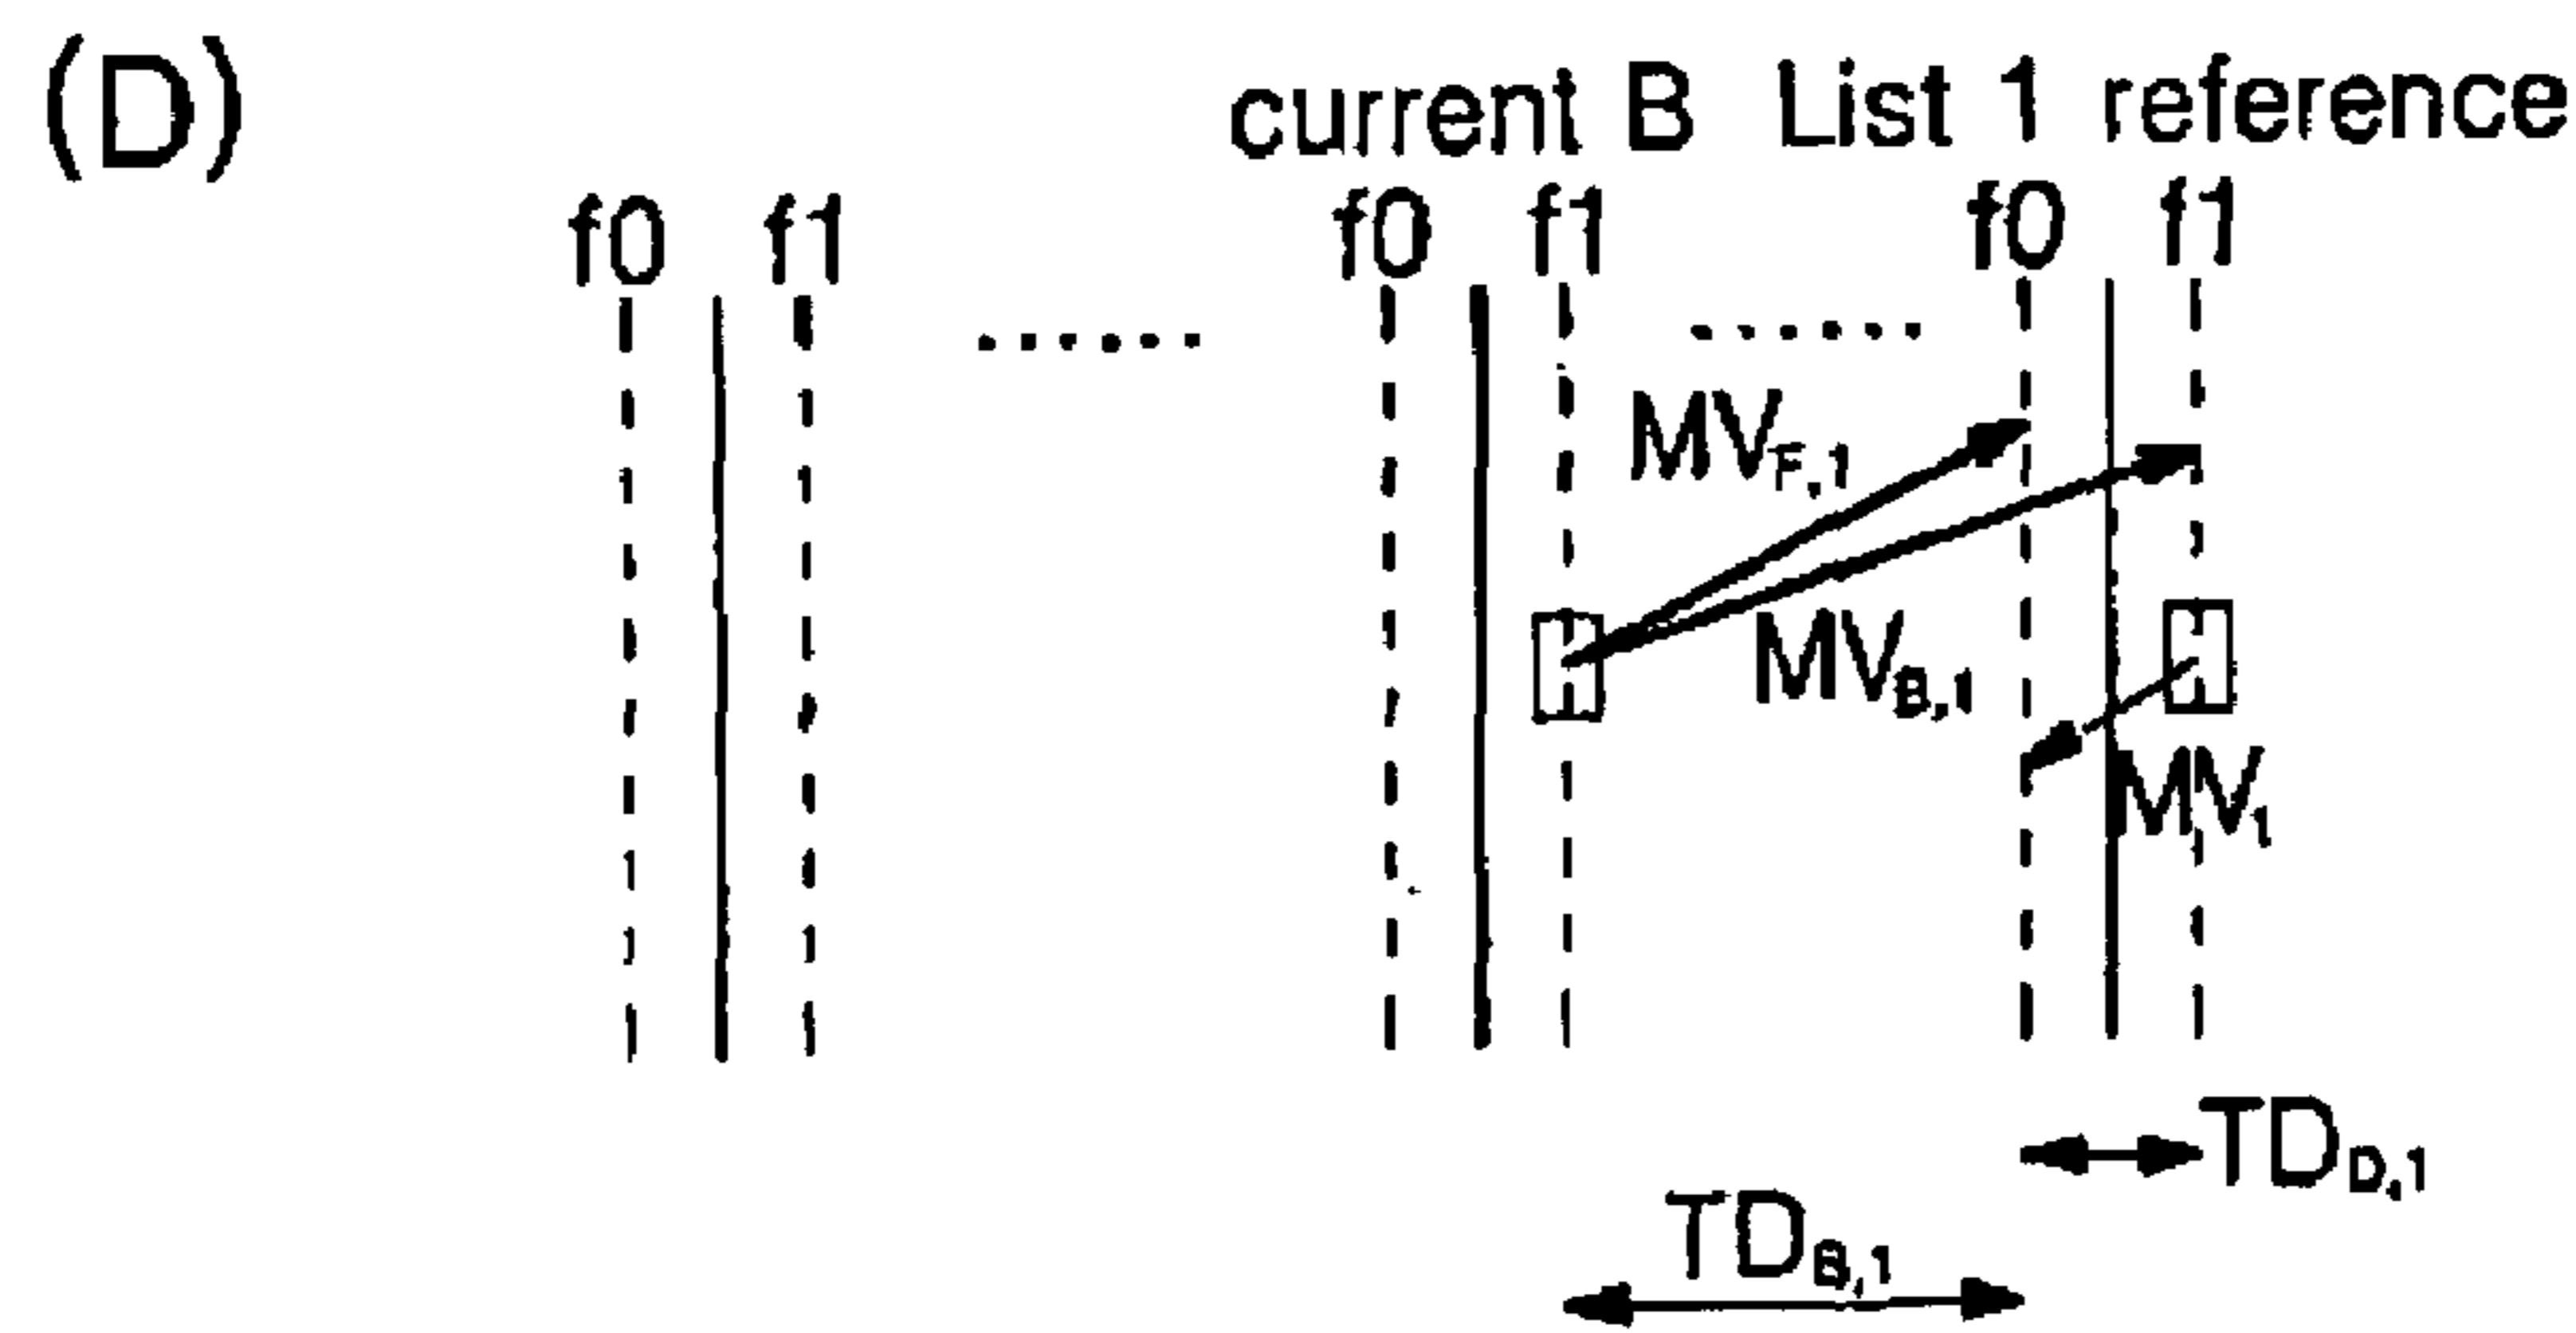 (D)
current B List 1 reference
f0 f1 f0 f1 f0 f1
MVF,1
MVB,1
MV1
TDD,1
TDB,1